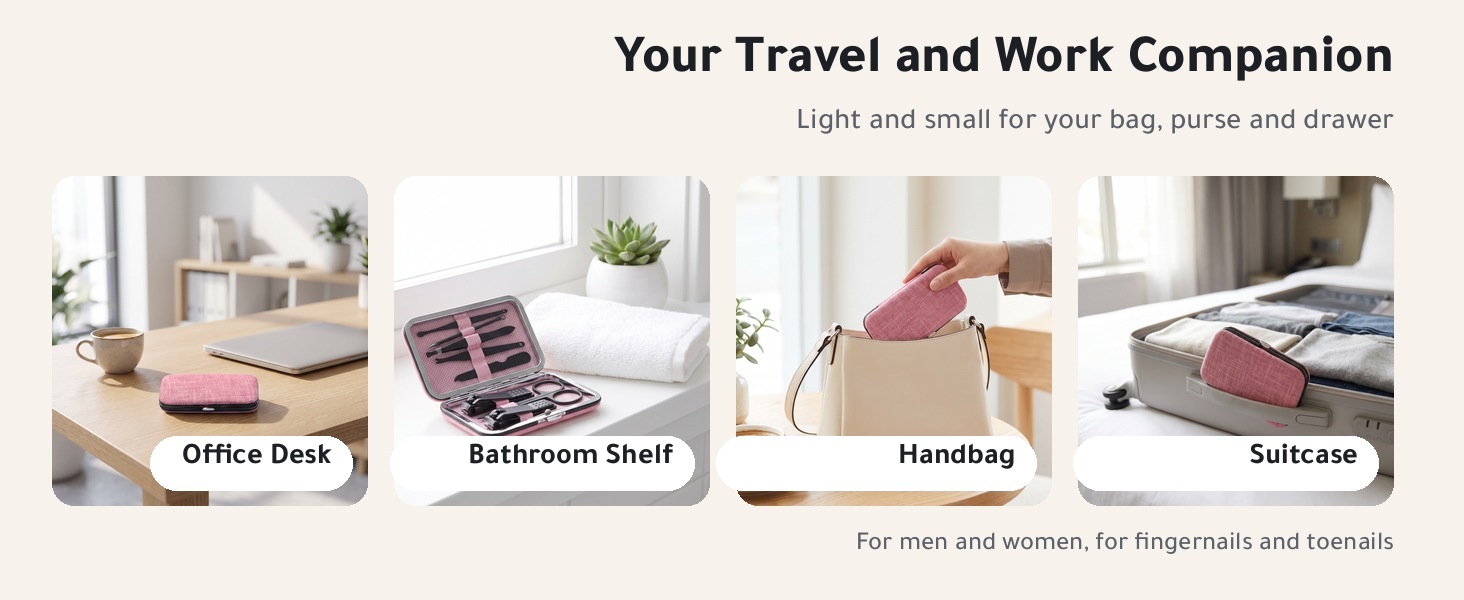 Your Travel and Work Companion
Light and small for your bag, purse and drawer
Office Desk
Bathroom Shelf
Handbag
Suitcase
For men and women, for fingernails and toenails